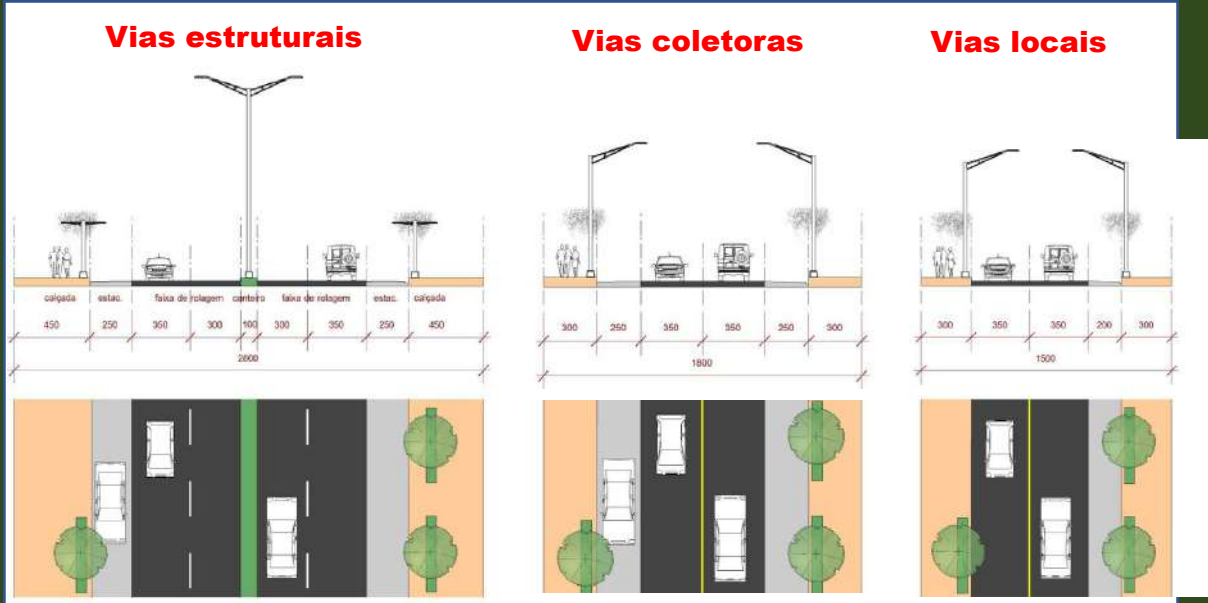 Vias estruturais
Vias coletoras
Vias locais
calçada estac. faixa de rolagem canteiro faixa de rolagem estac. calçada
450 250 350 300 100 300 350 250 450
2800
300 250 350 350 250 300
1800
300 350 350 200 300
1500